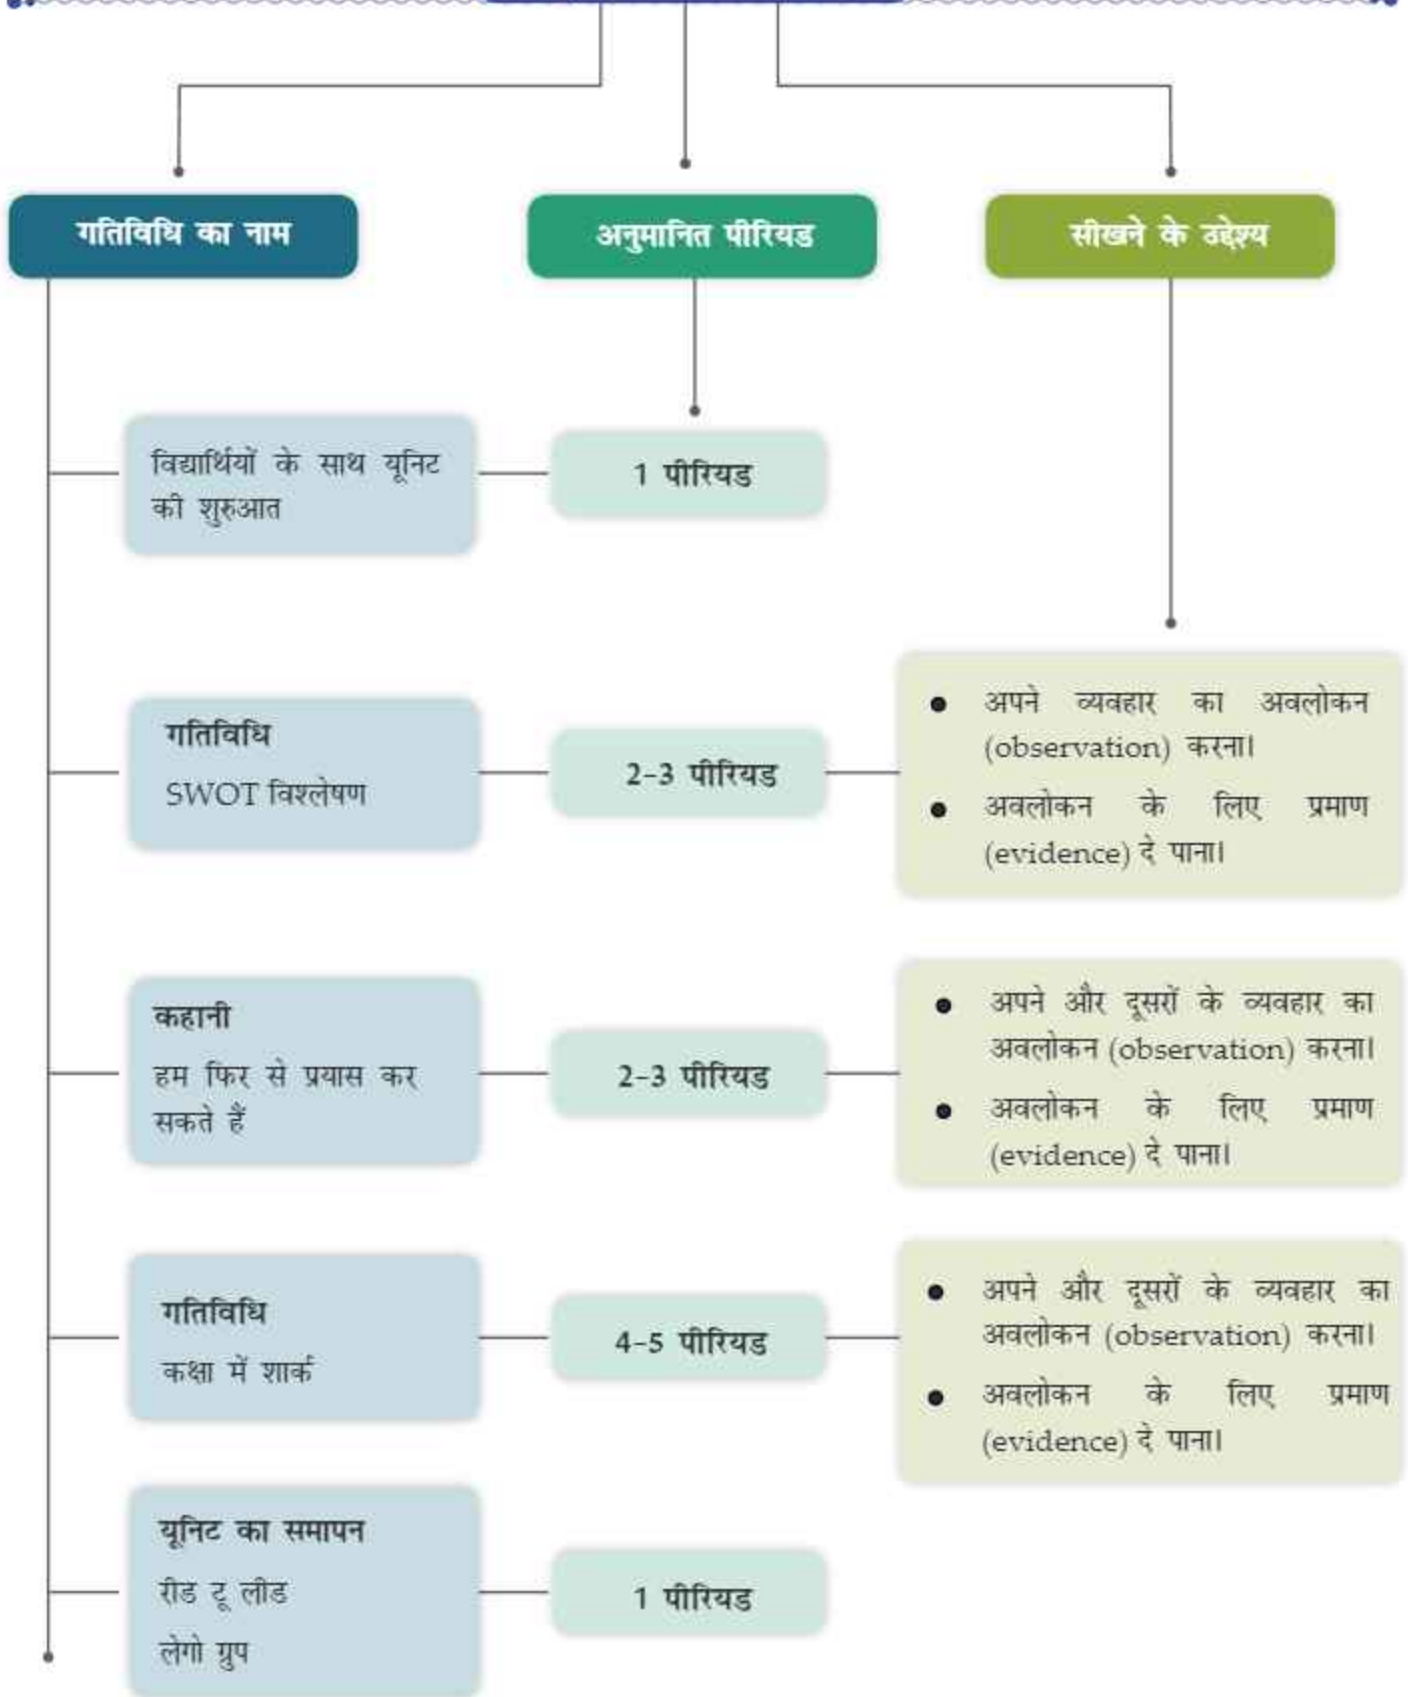 गतिविधि का नाम
अनुमानित पीरियड
सीखने के उद्देश्य
विद्यार्थियों के साथ यूनिट
की शुरुआत
1 पीरियड
गतिविधि
SWOT विश्लेषण
2-3 पीरियड
● अपने व्यवहार का अवलोकन
(observation) करना।
● अवलोकन के लिए प्रमाण
(evidence) दे पाना।
कहानी
हम फिर से प्रयास कर
सकते हैं
2-3 पीरियड
● अपने और दूसरों के व्यवहार का
अवलोकन (observation) करना।
● अवलोकन के लिए प्रमाण
(evidence) दे पाना।
गतिविधि
कक्षा में शार्क
4-5 पीरियड
● अपने और दूसरों के व्यवहार का
अवलोकन (observation) करना।
● अवलोकन के लिए प्रमाण
(evidence) दे पाना।
यूनिट का समापन
रीड टू लीड
लेगो ग्रुप
1 पीरियड